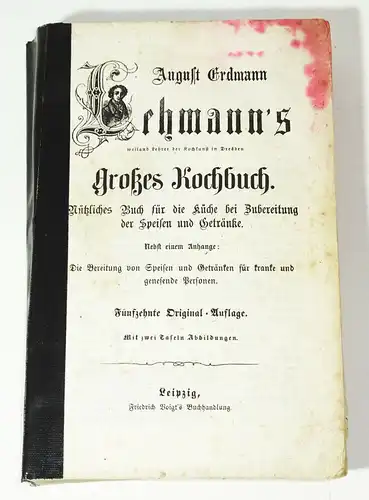 August Erdmann
Lehmann's
weiland Lehrer der Kochkunst in Dresden
Großes Kochbuch.
Nützliches Buch für die Küche bei Zubereitung
der Speisen und Getränke.
Nebst einem Anhange:
Die Bereitung von Speisen und Getränken für kranke und
genesende Personen.
Fünfzehnte Original-Auflage.
Mit zwei Tafeln Abbildungen.
Leipzig,
Friedrich Voigt's Buchhandlung.